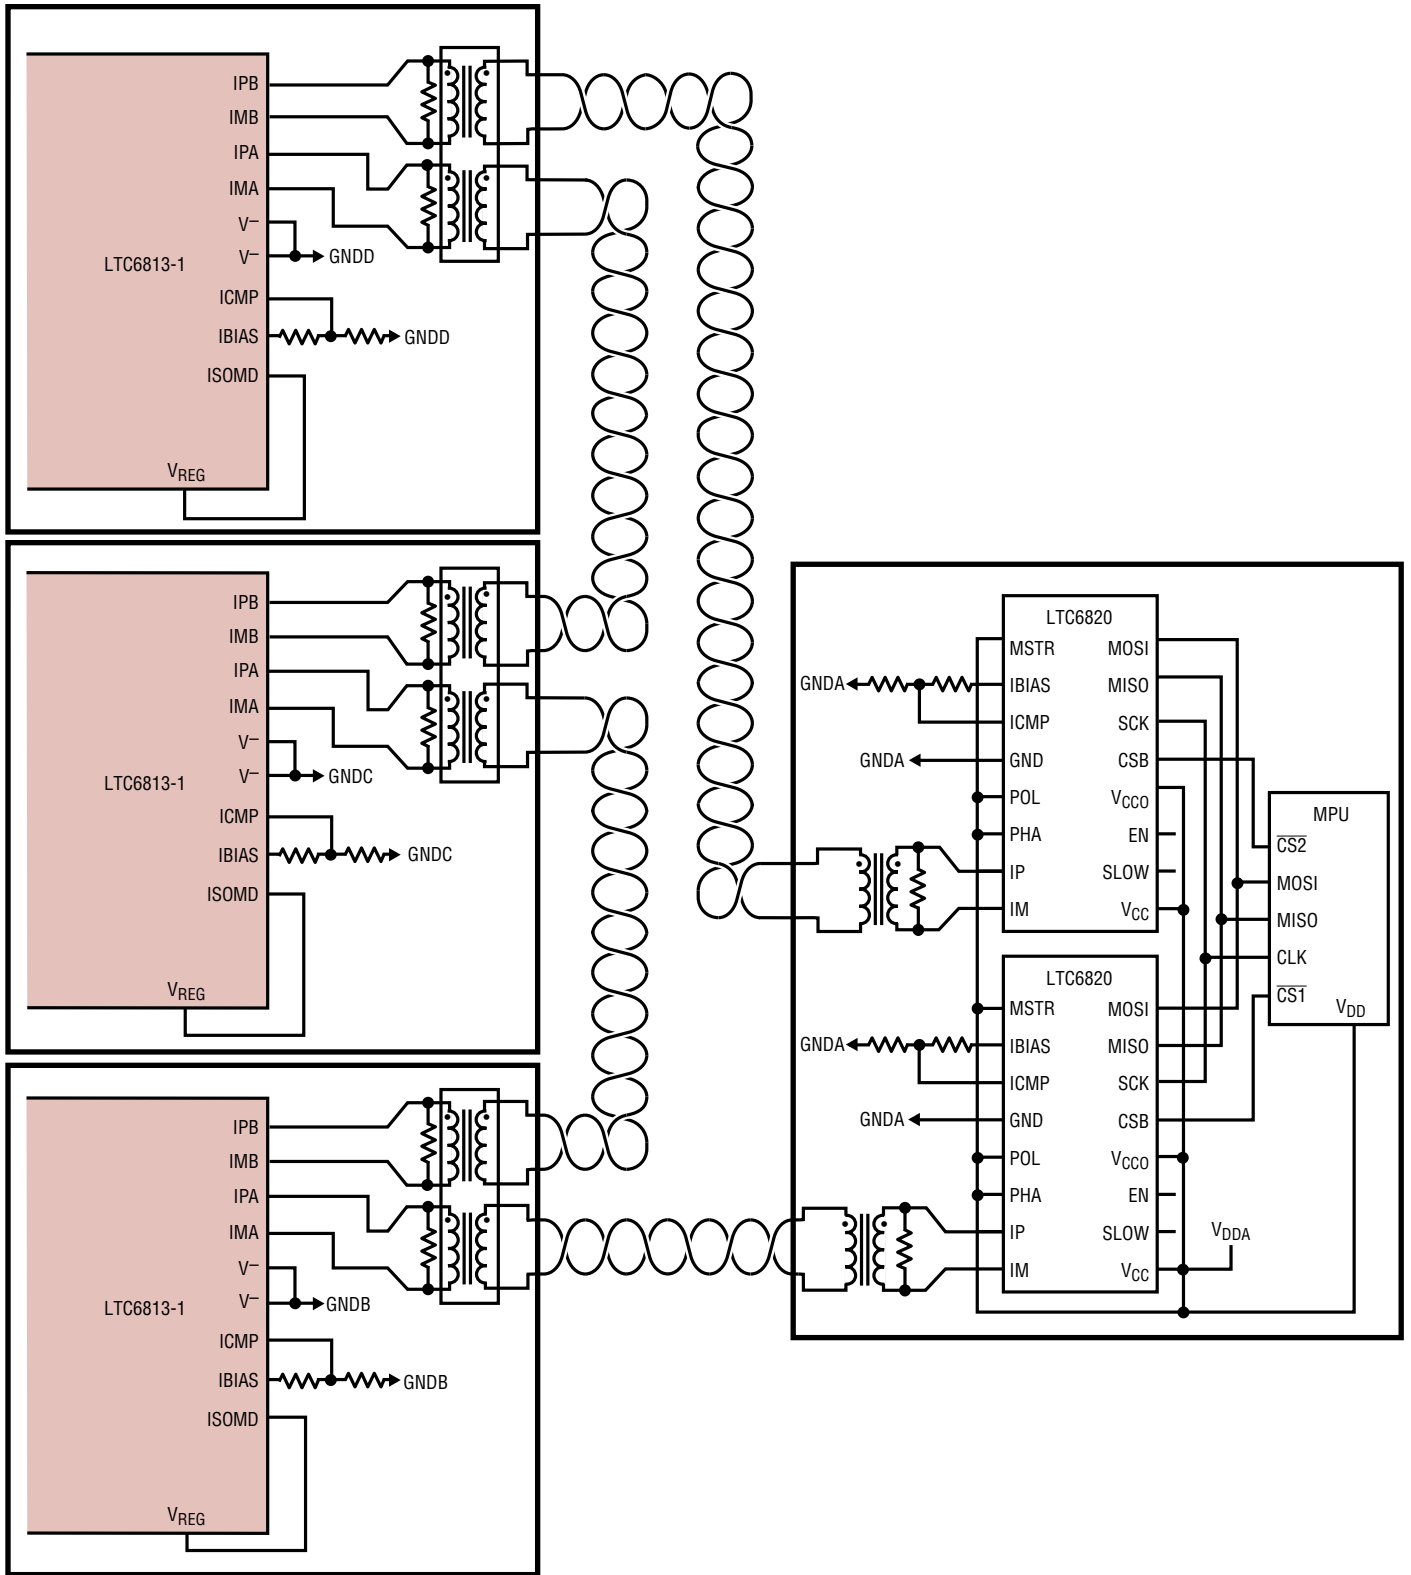 IPB
IMB
IPA
IMA
V–
V–
GNDD
LTC6813-1
ICMP
IBIAS
GNDD
ISOMD
VREG
IPB
IMB
IPA
IMA
V–
V–
GNDC
LTC6813-1
ICMP
IBIAS
GNDC
ISOMD
VREG
IPB
IMB
IPA
IMA
V–
V–
GNDB
LTC6813-1
ICMP
IBIAS
GNDB
ISOMD
VREG
LTC6820
MSTR
MOSI
GNDA
IBIAS
MISO
ICMP
SCK
GNDA
GND
CSB
POL
VCCO
PHA
EN
IP
SLOW
IM
VCC
MPU
CS2
MOSI
MISO
CLK
CS1
VDD
LTC6820
MSTR
MOSI
GNDA
IBIAS
MISO
ICMP
SCK
GNDA
GND
CSB
POL
VCCO
PHA
EN
IP
SLOW
VDDA
IM
VCC